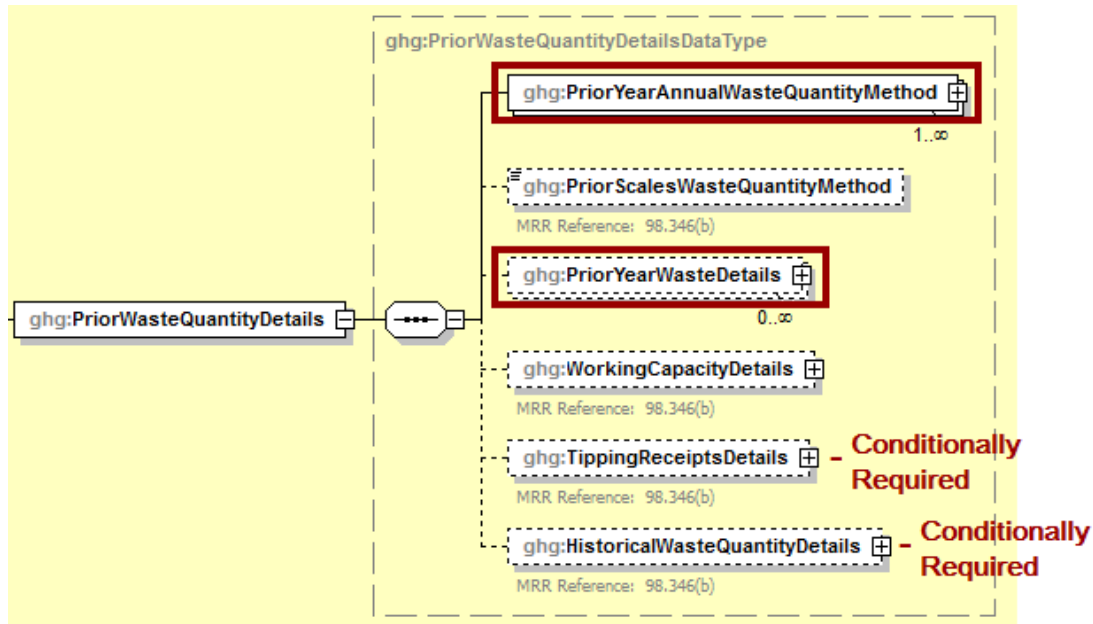 ghg:PriorWasteQuantityDetailsDataType
ghg:PriorYearAnnualWasteQuantityMethod
1..∞
ghg:PriorScalesWasteQuantityMethod
MRR Reference: 98.346(b)
ghg:PriorYearWasteDetails
0..∞
ghg:PriorWasteQuantityDetails
ghg:WorkingCapacityDetails
MRR Reference: 98.346(b)
ghg:TippingReceiptsDetails
- Conditionally
Required
MRR Reference: 98.346(b)
ghg:HistoricalWasteQuantityDetails
- Conditionally
Required
MRR Reference: 98.346(b)